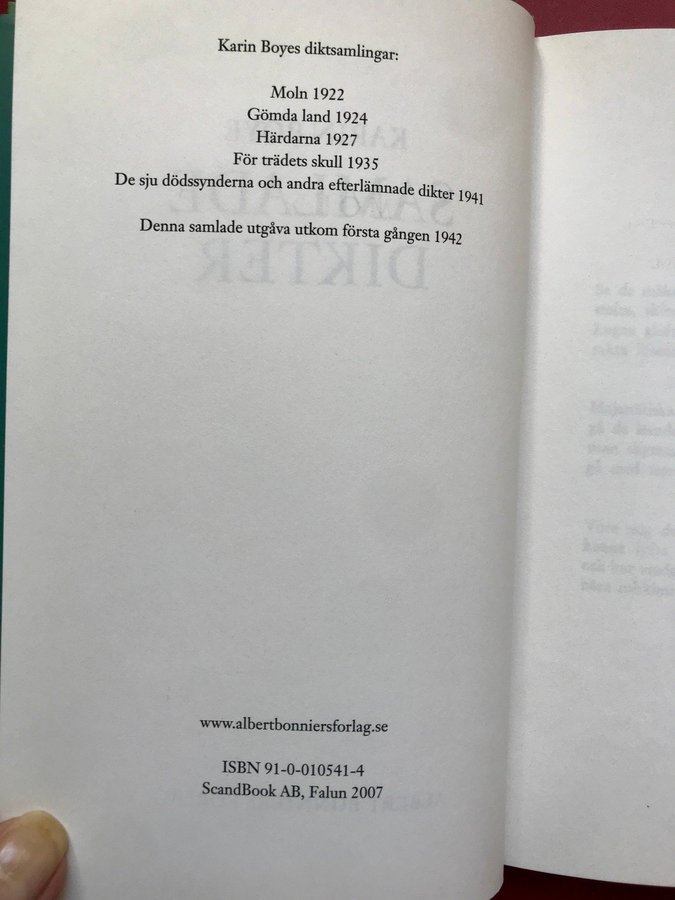 Karin Boyes diktsamlingar:
Moln 1922
Gömda land 1924
Härdarna 1927
För trädets skull 1935
De sju dödssynderna och andra efterlämnade dikter 1941
Denna samlade utgåva utkom första gången 1942
SAMLADE
DIKTER
www.albertbonniersforlag.se
ISBN 91-0-010541-4
ScandBook AB, Falun 2007